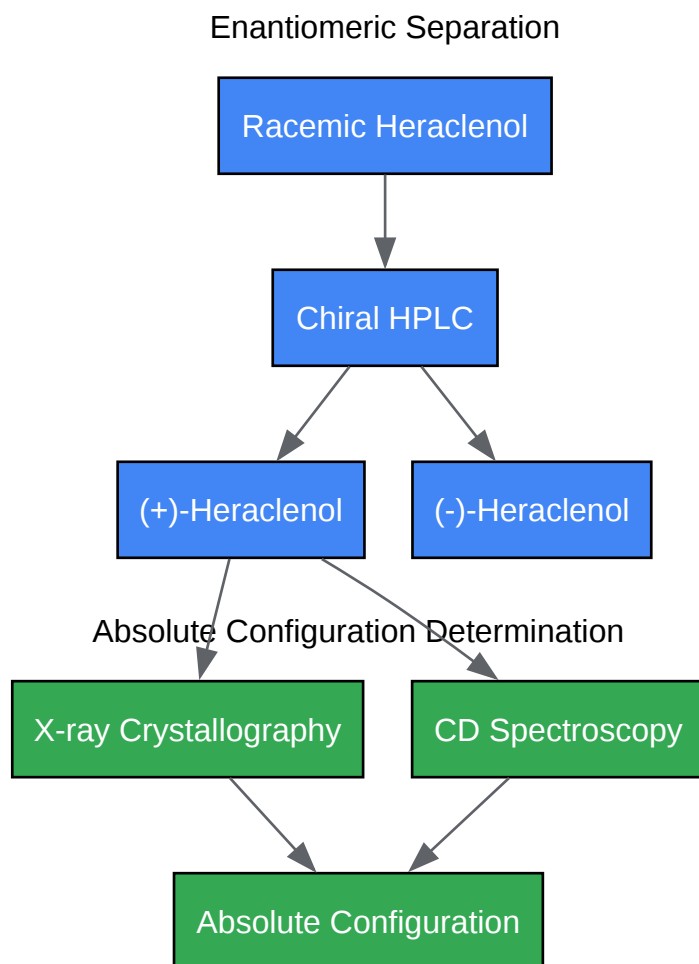 Enantiomeric Separation
Racemic Heraclenol
Chiral HPLC
(+)-Heraclenol
(-)-Heraclenol
Absolute Configuration Determination
X-ray Crystallography
CD Spectroscopy
Absolute Configuration